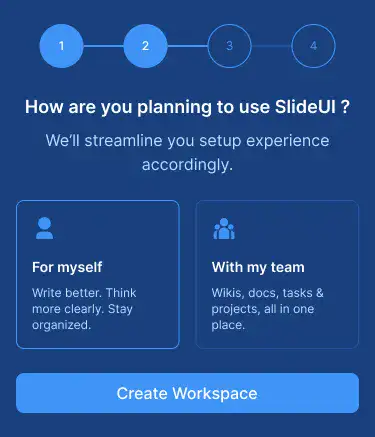 1 2 3 4
How are you planning to use SlideUI ?
We'll streamline you setup experience
accordingly.
For myself
Write better. Think
more clearly. Stay
organized.
With my team
Wikis, docs, tasks &
projects, all in one
place.
Create Workspace